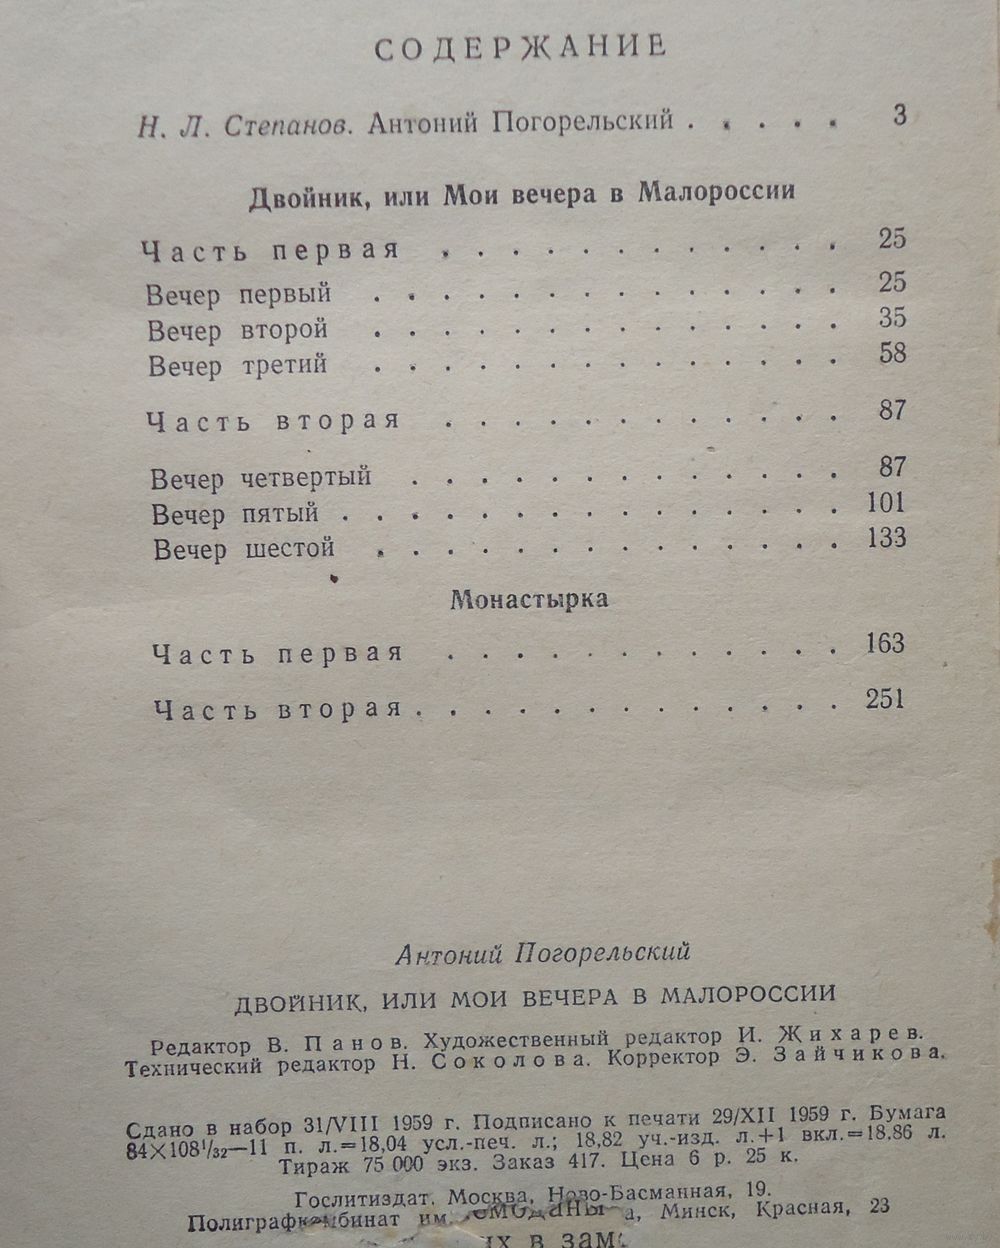 СОДЕРЖАНИЕ
Н. Л. Степанов. Антоний Погорельский . . . . . 3
Двойник, или Мои вечера в Малороссии
Часть первая . . . . . . . . . . . . 25
Вечер первый . . . . . . . . . . . . . . 25
Вечер второй . . . . . . . . . . . . . . 35
Вечер третий . . . . . . . . . . . . . . 58
Часть вторая . . . . . . . . . . . . 87
Вечер четвертый . . . . . . . . . . . . . 87
Вечер пятый . . . . . . . . . . . . . . . 101
Вечер шестой . . . . . . . . . . . . . . 133
Монастырка
Часть первая . . . . . . . . . . . . 163
Часть вторая . . . . . . . . . . . . . 251
Антоний Погорельский
ДВОЙНИК, ИЛИ МОИ ВЕЧЕРА В МАЛОРОССИИ
Редактор В. Панов. Художественный редактор И. Жихарев.
Технический редактор Н. Соколова. Корректор Э. Зайчикова.
Сдано в набор 31/VIII 1959 г. Подписано к печати 29/XII 1959 г. Бумага
84×108¹/₃₂—11 п. л.=18,04 усл.-печ. л.; 18,82 уч.-изд. л.+1 вкл.=18.86 л.
Тираж 75 000 экз. Заказ 417. Цена 6 р. 25 к.
Гослитиздат. Москва, Ново-Басманная, 19.
Полиграфкомбинат им. Минск, Красная, 23
в